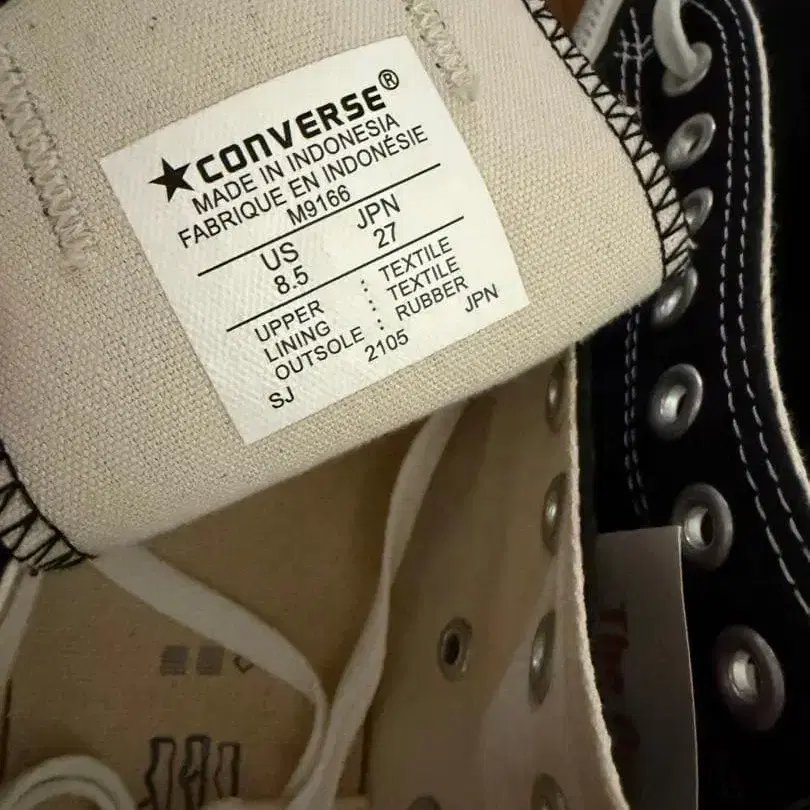 ★CONVERSE®
MADE IN INDONESIA
FABRIQUE EN INDONÉSIE
M9166
US JPN
8.5 27
UPPER : TEXTILE
LINING : TEXTILE
OUTSOLE : RUBBER
SJ 2105 JPN